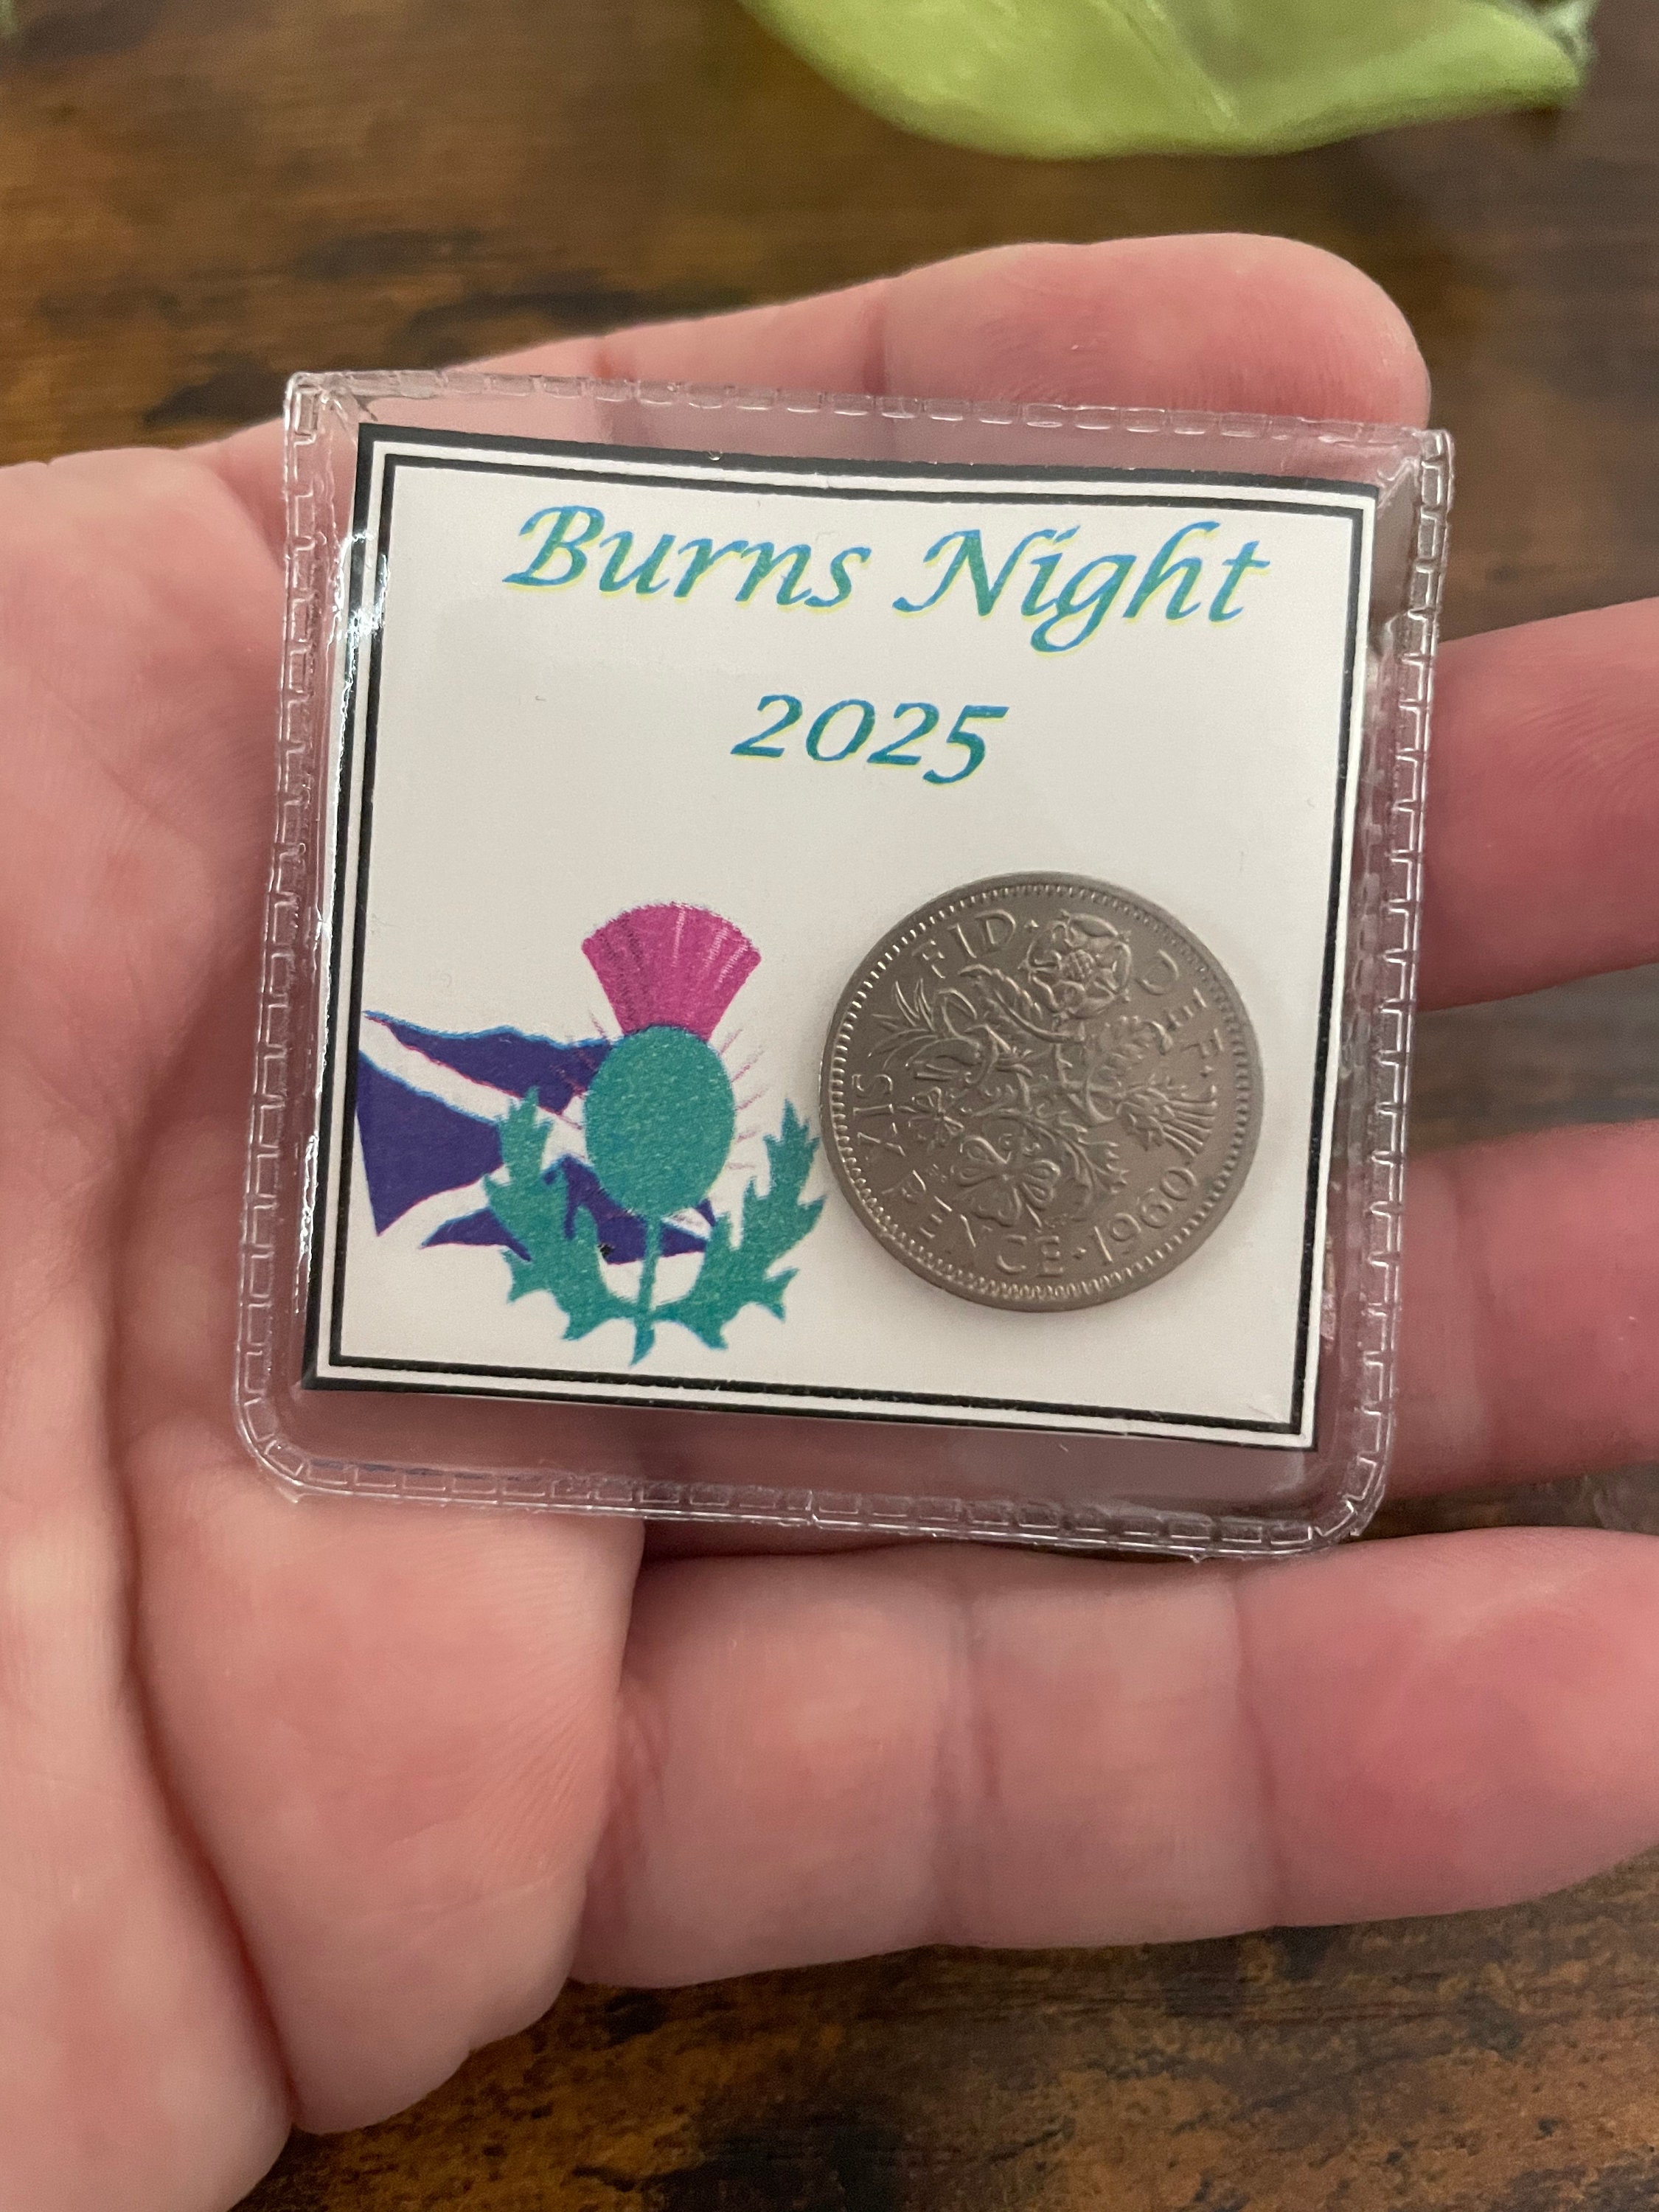 Burns Night
2025
FID · DEF ·
SIX PENCE · 1960